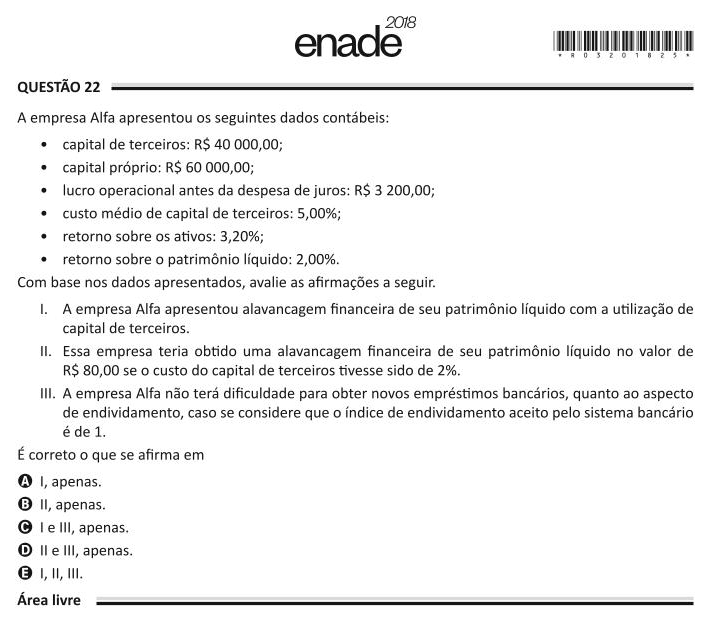 enade 2018
* R 0 3 2 0 1 8 2 5 *
QUESTÃO 22
A empresa Alfa apresentou os seguintes dados contábeis:
• capital de terceiros: R$ 40 000,00;
• capital próprio: R$ 60 000,00;
• lucro operacional antes da despesa de juros: R$ 3 200,00;
• custo médio de capital de terceiros: 5,00%;
• retorno sobre os ativos: 3,20%;
• retorno sobre o patrimônio líquido: 2,00%.
Com base nos dados apresentados, avalie as afirmações a seguir.
I. A empresa Alfa apresentou alavancagem financeira de seu patrimônio líquido com a utilização de
capital de terceiros.
II. Essa empresa teria obtido uma alavancagem financeira de seu patrimônio líquido no valor de
R$ 80,00 se o custo do capital de terceiros tivesse sido de 2%.
III. A empresa Alfa não terá dificuldade para obter novos empréstimos bancários, quanto ao aspecto
de endividamento, caso se considere que o índice de endividamento aceito pelo sistema bancário
é de 1.
É correto o que se afirma em
A I, apenas.
B II, apenas.
C I e III, apenas.
D II e III, apenas.
E I, II, III.
Área livre